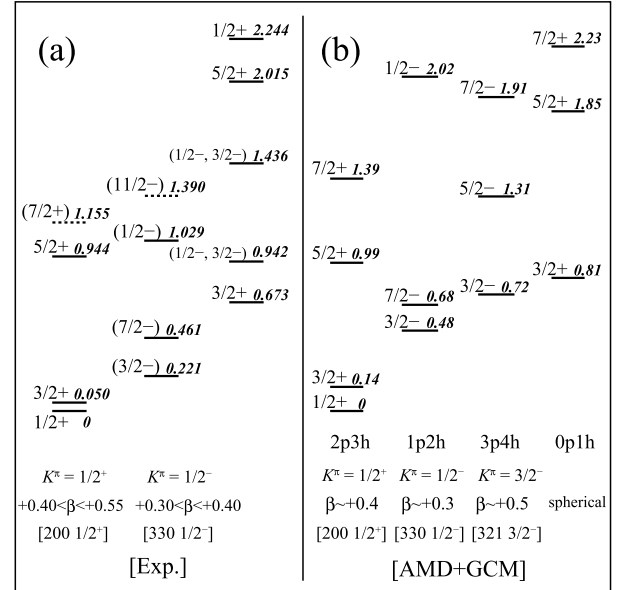 (a)
1/2+ 2.244
5/2+ 2.015
(1/2−, 3/2−) 1.436
(11/2−) 1.390
(7/2+) 1.155
(1/2−) 1.029
5/2+ 0.944
(1/2−, 3/2−) 0.942
3/2+ 0.673
(7/2−) 0.461
(3/2−) 0.221
3/2+ 0.050
1/2+ 0
Kπ = 1/2⁺ Kπ = 1/2⁻
+0.40<β<+0.55 +0.30<β<+0.40
[200 1/2⁺] [330 1/2⁻]
[Exp.]
(b)
7/2+ 2.23
1/2− 2.02
7/2− 1.91
5/2+ 1.85
7/2+ 1.39
5/2− 1.31
5/2+ 0.99
3/2+ 0.81
3/2− 0.72
7/2− 0.68
3/2− 0.48
3/2+ 0.14
1/2+ 0
2p3h 1p2h 3p4h 0p1h
Kπ = 1/2⁺ Kπ = 1/2⁻ Kπ = 3/2⁻
β~+0.4 β~+0.3 β~+0.5 spherical
[200 1/2⁺] [330 1/2⁻] [321 3/2⁻]
[AMD+GCM]